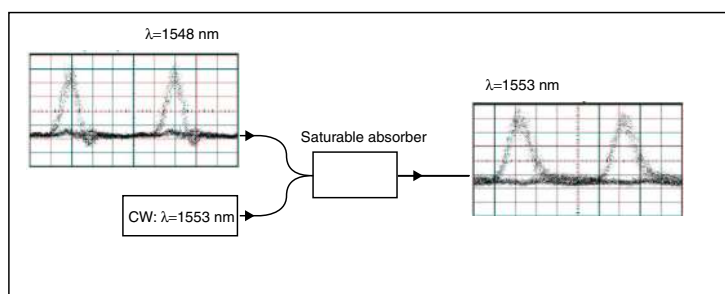 λ=1548 nm
λ=1553 nm
Saturable absorber
CW: λ=1553 nm